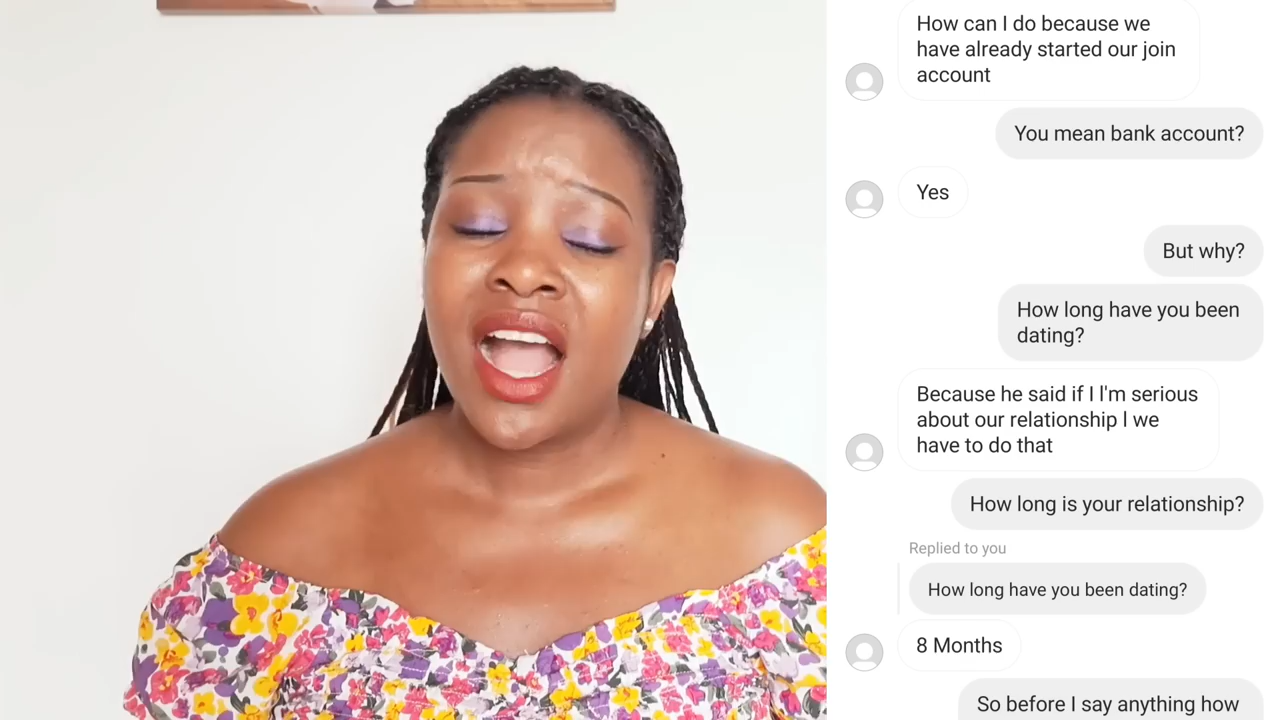 How can I do because we
have already started our join
account
You mean bank account?
Yes
But why?
How long have you been
dating?
Because he said if I I'm serious
about our relationship I we
have to do that
How long is your relationship?
Replied to you
How long have you been dating?
8 Months
So before I say anything how